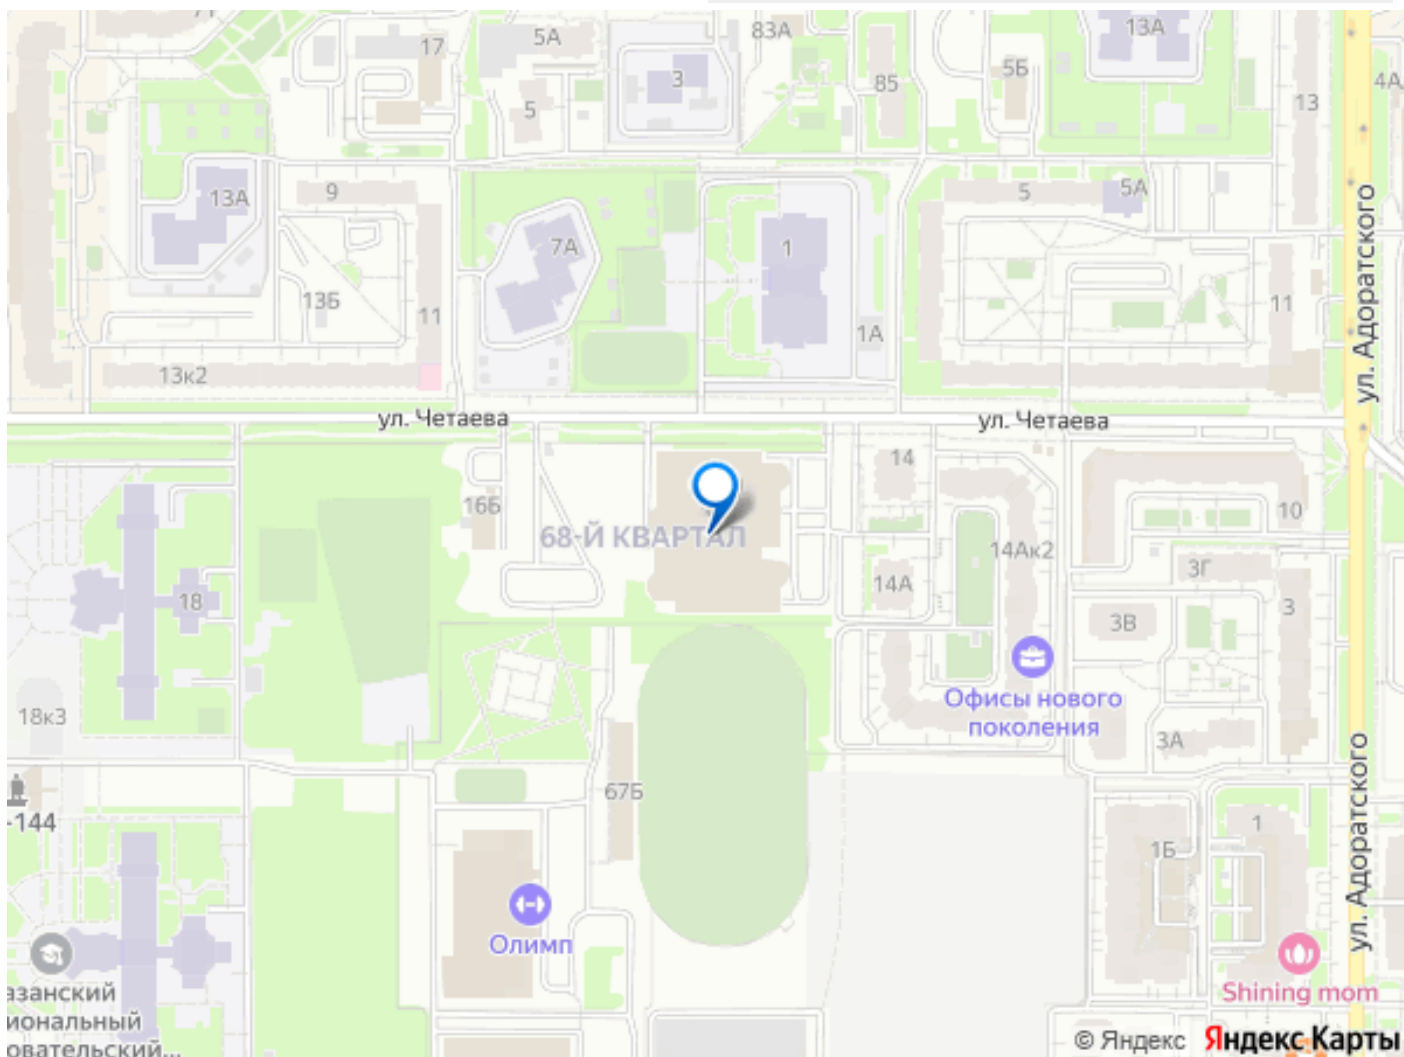 17
5А
83А
13А
3
5Б
85
4А
13
5
13А
9
5
5А
7А
1
13Б
11
11
1А
13к2
ул. Адоратского
ул. Четаева
ул. Четаева
14
16Б
68-Й КВАРТАЛ
10
14Ак2
3Г
14А
18
3
3В
Офисы нового
поколения
18к3
3А
67Б
-144
1
1Б
ул. Адоратского
Олимп
азанский
иональный
овательский...
Shining mom
© Яндекс Яндекс Карты